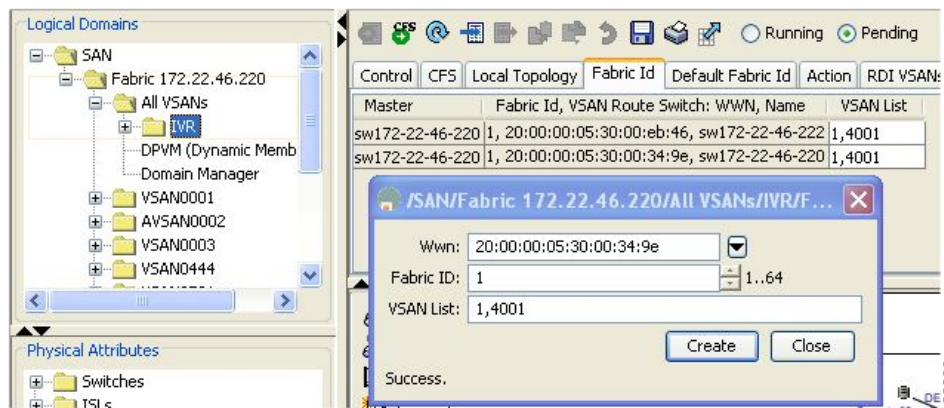 Logical Domains
SAN
Fabric 172.22.46.220
All VSANs
IVR
DPVM (Dynamic Memb
Domain Manager
VSAN0001
AVSAN0002
VSAN0003
VSAN0444
Physical Attributes
Switches
ISLs
CFS Running Pending
Control CFS Local Topology Fabric Id Default Fabric Id Action RDI VSANs
Master Fabric Id, VSAN Route Switch: WWN, Name VSAN List
sw172-22-46-220 1, 20:00:00:05:30:00:eb:46, sw172-22-46-222 1,4001
sw172-22-46-220 1, 20:00:00:05:30:00:34:9e, sw172-22-46-220 1,4001
/SAN/Fabric 172.22.46.220/All VSANs/IVR/F...
Wwn: 20:00:00:05:30:00:34:9e
Fabric ID: 1 1..64
VSAN List: 1,4001
Create Close
Success.
DE